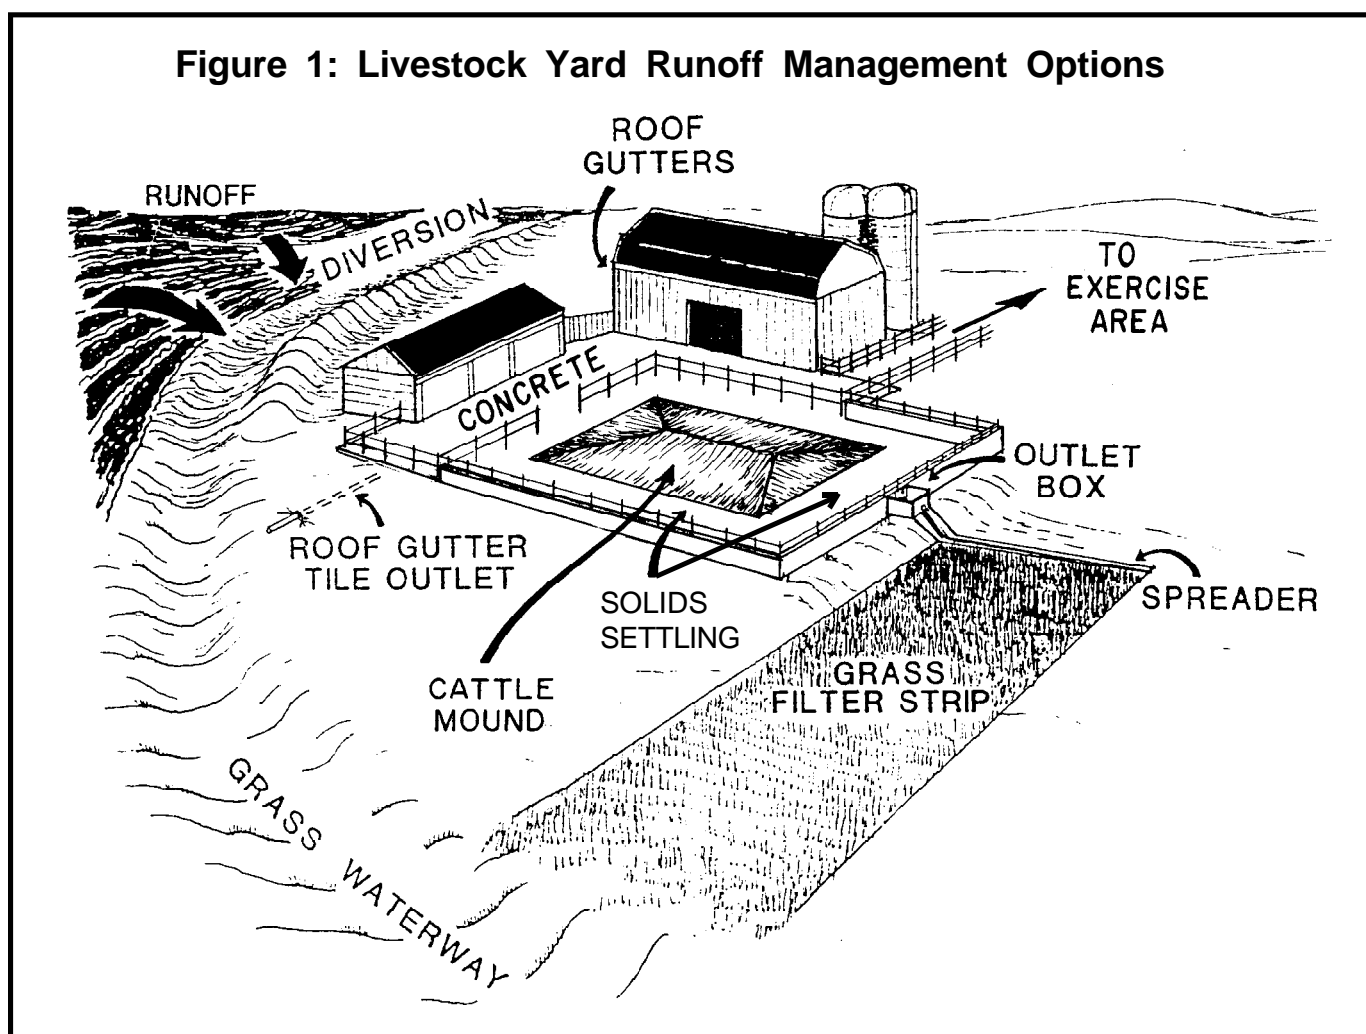 Figure 1: Livestock Yard Runoff Management Options
ROOF
GUTTERS
RUNOFF
DIVERSION
TO
EXERCISE
AREA
CONCRETE
OUTLET
BOX
ROOF GUTTER
TILE OUTLET
SOLIDS
SETTLING
SPREADER
CATTLE
MOUND
GRASS
FILTER STRIP
GRASS WATERWAY